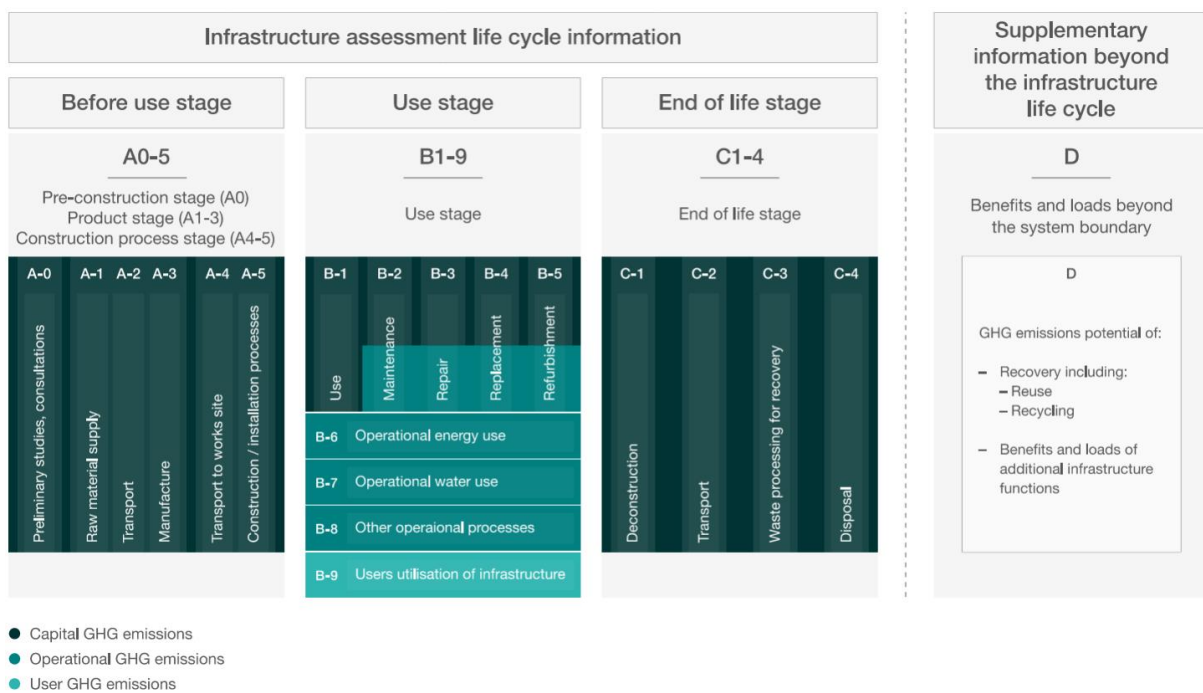 Infrastructure assessment life cycle information
Before use stage
A0-5
Pre-construction stage (A0)
Product stage (A1-3)
Construction process stage (A4-5)
A-0
Preliminary studies, consultations
A-1
Raw material supply
A-2
Transport
A-3
Manufacture
A-4
Transport to works site
A-5
Construction / installation processes
Use stage
B1-9
Use stage
B-1
Use
B-2
Maintenance
B-3
Repair
B-4
Replacement
B-5
Refurbishment
B-6 Operational energy use
B-7 Operational water use
B-8 Other operaional processes
B-9 Users utilisation of infrastructure
End of life stage
C1-4
End of life stage
C-1
Deconstruction
C-2
Transport
C-3
Waste processing for recovery
C-4
Disposal
Supplementary
information beyond
the infrastructure
life cycle
D
Benefits and loads beyond
the system boundary
D
GHG emissions potential of:
– Recovery including:
– Reuse
– Recycling
– Benefits and loads of
additional infrastructure
functions
Capital GHG emissions
Operational GHG emissions
User GHG emissions